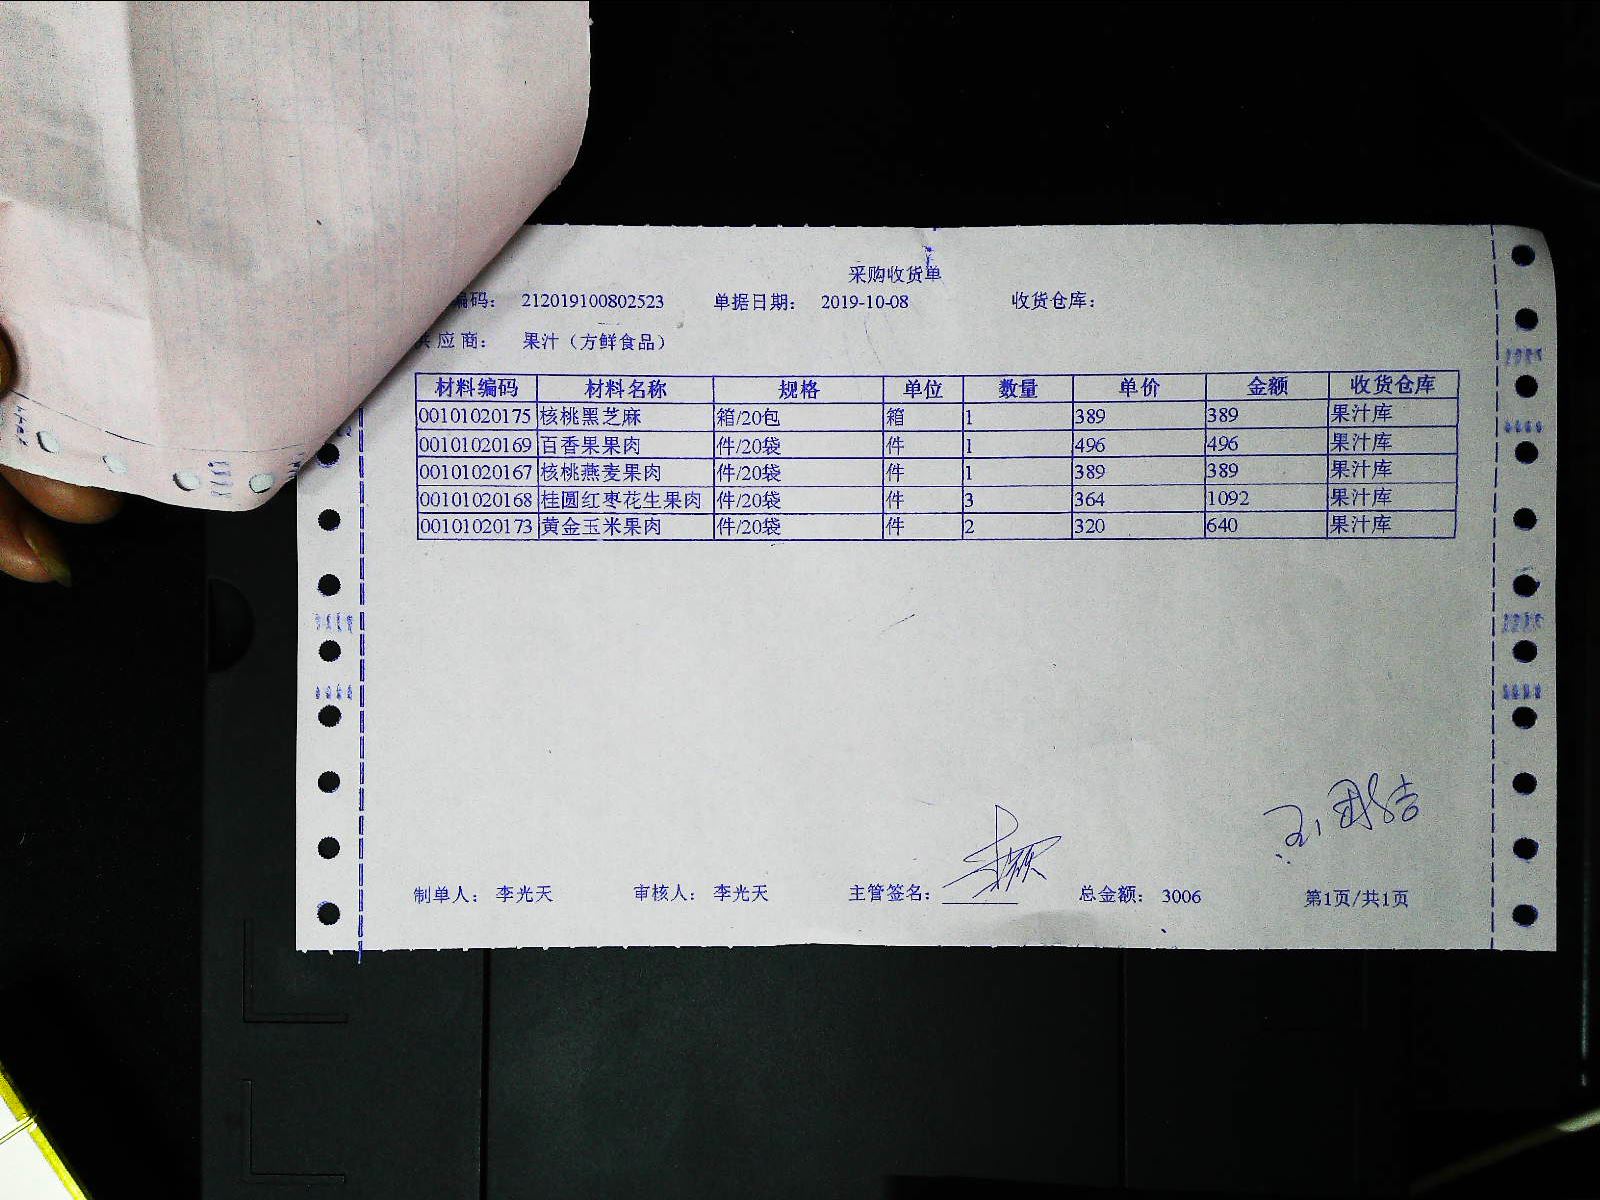 采购收货单
编码： 212019100802523 单据日期： 2019-10-08 收货仓库：
供应商： 果汁（方鲜食品）
材料编码 材料名称 规格 单位 数量 单价 金额 收货仓库
00101020175 核桃黑芝麻 箱/20包 箱 1 389 389 果汁库
00101020169 百香果果肉 件/20袋 件 1 496 496 果汁库
00101020167 核桃燕麦果肉 件/20袋 件 1 389 389 果汁库
00101020168 桂圆红枣花生果肉 件/20袋 件 3 364 1092 果汁库
00101020173 黄金玉米果肉 件/20袋 件 2 320 640 果汁库
制单人： 李光天 审核人： 李光天 主管签名： 总金额： 3006 第1页/共1页